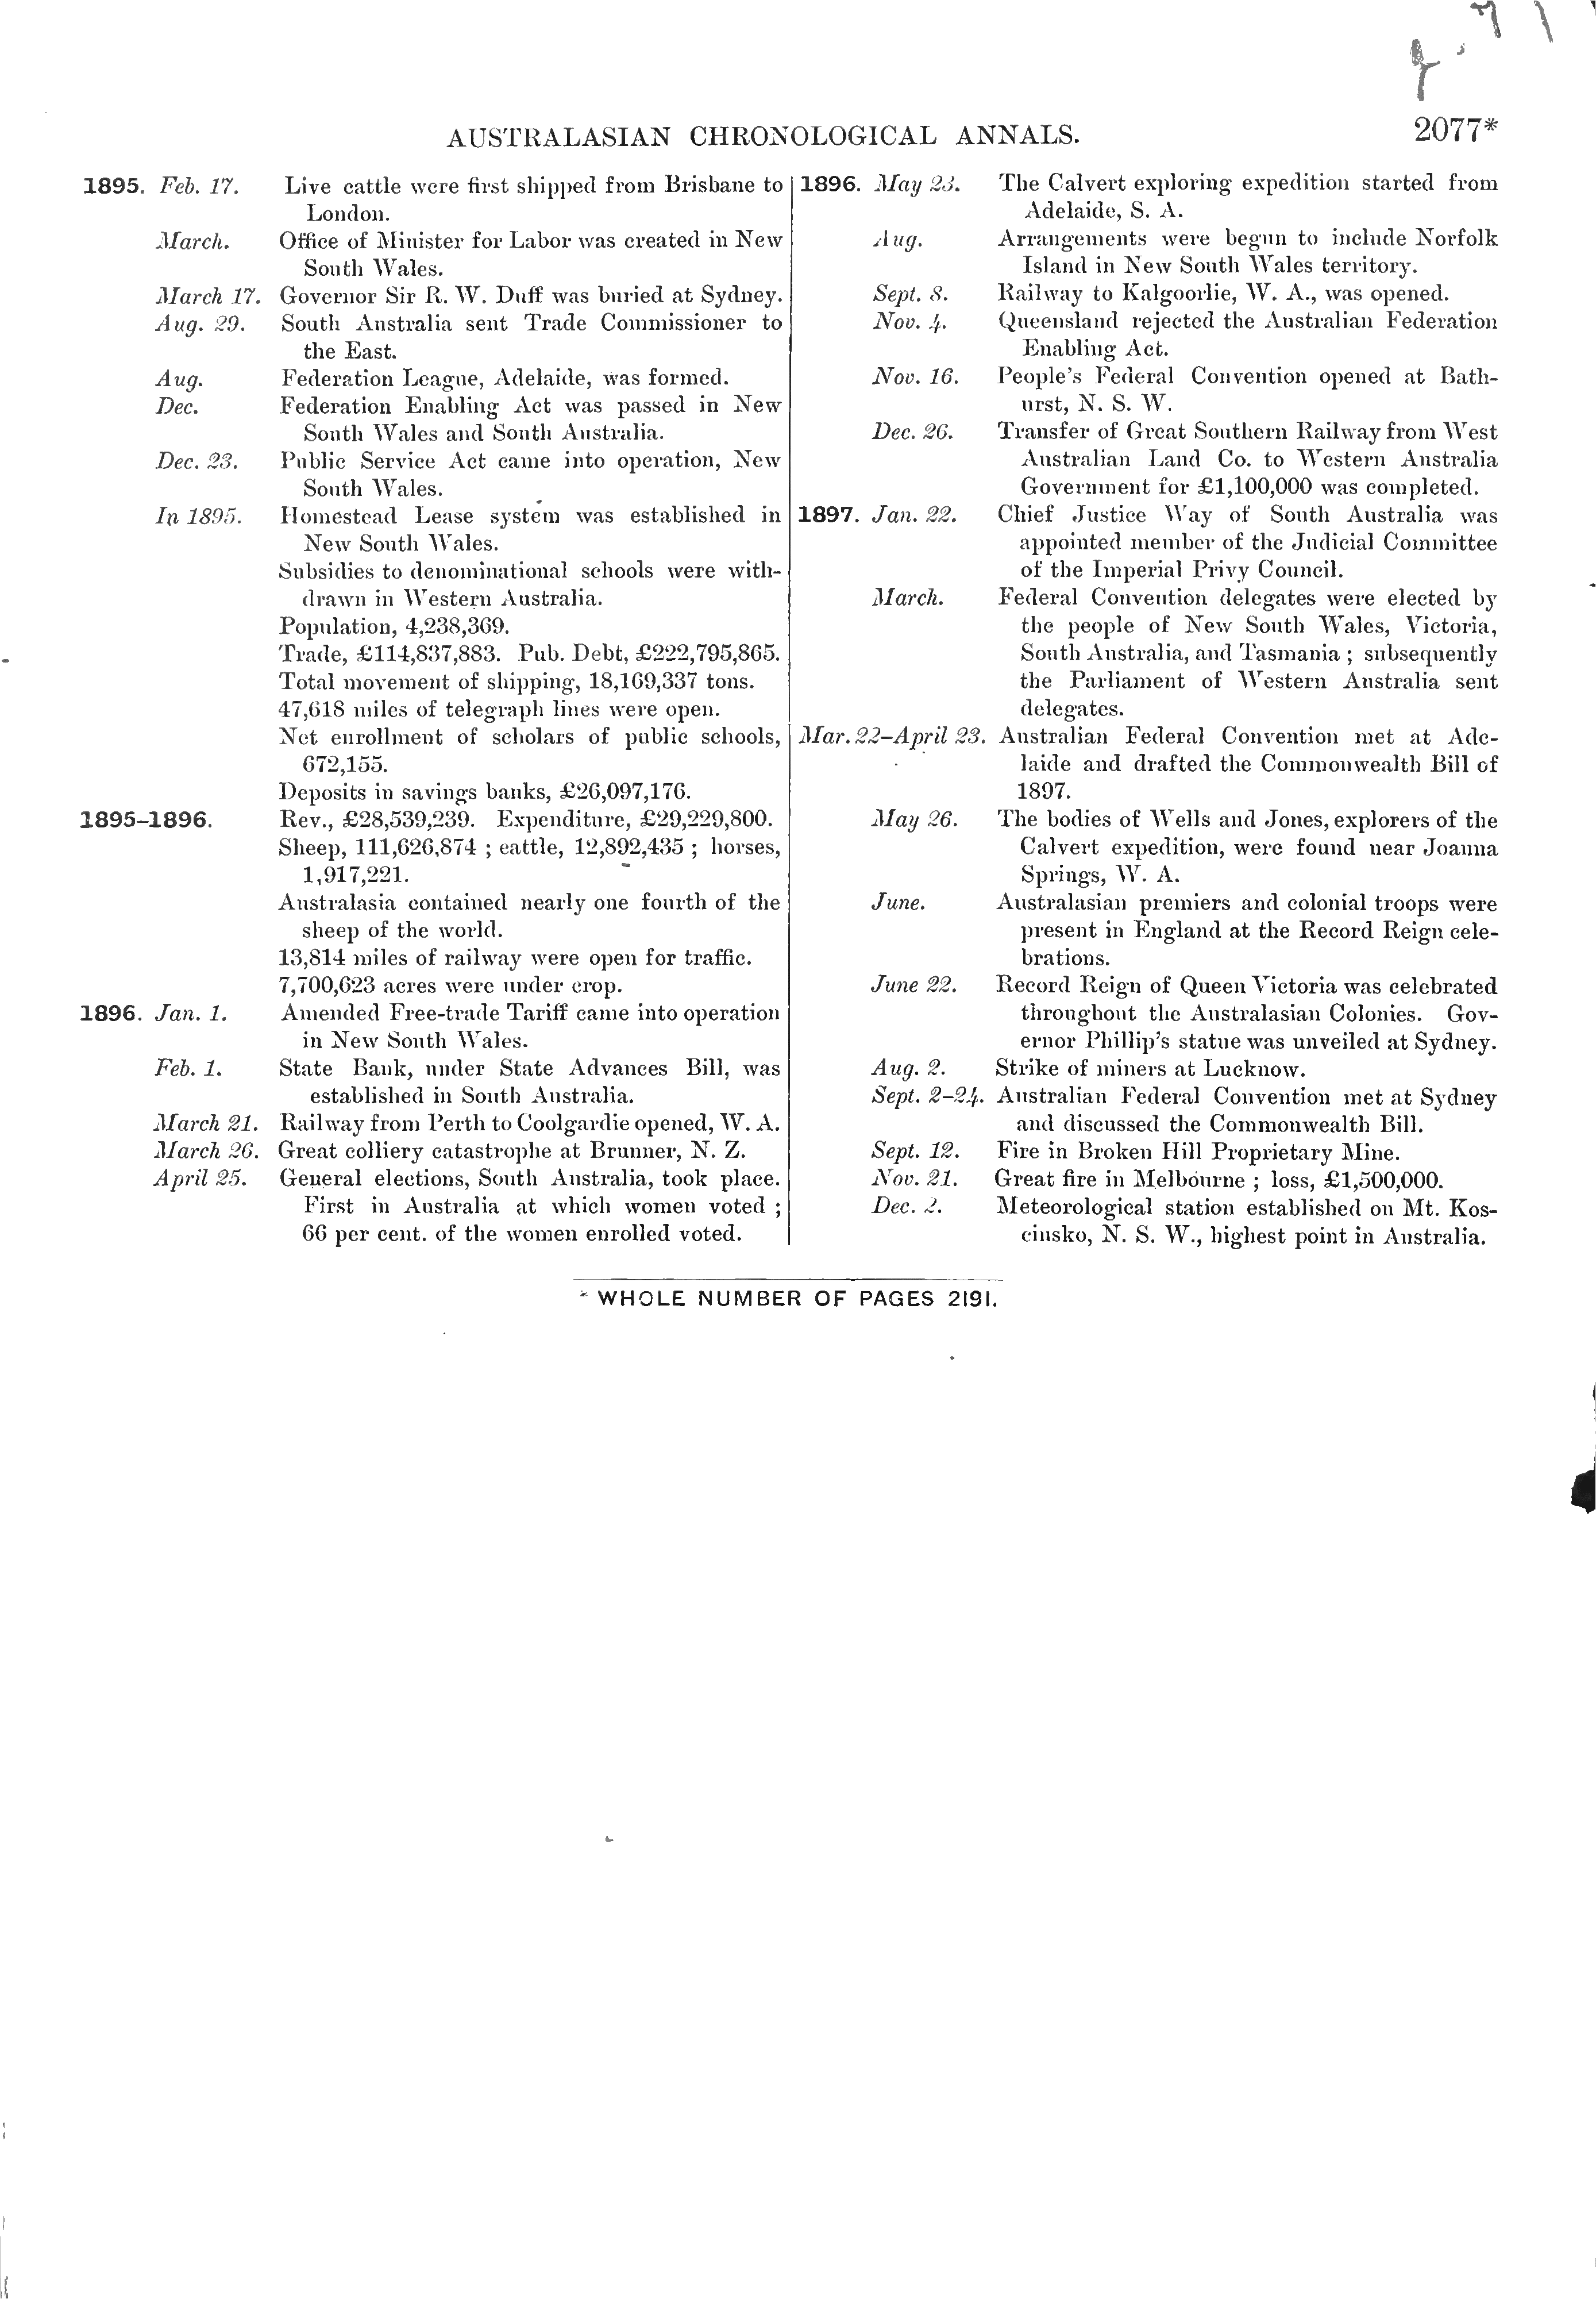 AUSTRALASIAN CHRONOLOGICAL ANNALS.
2077*
1895. Feb. 17. Live cattle were first shipped from Brisbane to
London.
March. Office of Minister for Labor was created in New
South Wales.
March 17. Governor Sir R. W. Duff was buried at Sydney.
Aug. 29. South Australia sent Trade Commissioner to
the East.
Aug. Federation League, Adelaide, was formed.
Dec. Federation Enabling Act was passed in New
South Wales and South Australia.
Dec. 23. Public Service Act came into operation, New
South Wales.
In 1895. Homestead Lease system was established in
New South Wales.
Subsidies to denominational schools were with-
drawn in Western Australia.
Population, 4,238,369.
Trade, £114,837,883. Pub. Debt, £222,795,865.
Total movement of shipping, 18,169,337 tons.
47,618 miles of telegraph lines were open.
Net enrollment of scholars of public schools,
672,155.
Deposits in savings banks, £26,097,176.
1895–1896. Rev., £28,539,239. Expenditure, £29,229,800.
Sheep, 111,626,874 ; cattle, 12,892,435 ; horses,
1,917,221.
Australasia contained nearly one fourth of the
sheep of the world.
13,814 miles of railway were open for traffic.
7,700,623 acres were under crop.
1896. Jan. 1. Amended Free-trade Tariff came into operation
in New South Wales.
Feb. 1. State Bank, under State Advances Bill, was
established in South Australia.
March 21. Railway from Perth to Coolgardie opened, W. A.
March 26. Great colliery catastrophe at Brunner, N. Z.
April 25. General elections, South Australia, took place.
First in Australia at which women voted ;
66 per cent. of the women enrolled voted.
1896. May 23. The Calvert exploring expedition started from
Adelaide, S. A.
Aug. Arrangements were begun to include Norfolk
Island in New South Wales territory.
Sept. 8. Railway to Kalgoorlie, W. A., was opened.
Nov. 4. Queensland rejected the Australian Federation
Enabling Act.
Nov. 16. People's Federal Convention opened at Bath-
urst, N. S. W.
Dec. 26. Transfer of Great Southern Railway from West
Australian Land Co. to Western Australia
Government for £1,100,000 was completed.
1897. Jan. 22. Chief Justice Way of South Australia was
appointed member of the Judicial Committee
of the Imperial Privy Council.
March. Federal Convention delegates were elected by
the people of New South Wales, Victoria,
South Australia, and Tasmania ; subsequently
the Parliament of Western Australia sent
delegates.
Mar. 22–April 23. Australian Federal Convention met at Ade-
laide and drafted the Commonwealth Bill of
1897.
May 26. The bodies of Wells and Jones, explorers of the
Calvert expedition, were found near Joanna
Springs, W. A.
June. Australasian premiers and colonial troops were
present in England at the Record Reign cele-
brations.
June 22. Record Reign of Queen Victoria was celebrated
throughout the Australasian Colonies. Gov-
ernor Phillip's statue was unveiled at Sydney.
Aug. 2. Strike of miners at Lucknow.
Sept. 2–24. Australian Federal Convention met at Sydney
and discussed the Commonwealth Bill.
Sept. 12. Fire in Broken Hill Proprietary Mine.
Nov. 21. Great fire in Melbourne ; loss, £1,500,000.
Dec. 2. Meteorological station established on Mt. Kos-
ciusko, N. S. W., highest point in Australia.
* WHOLE NUMBER OF PAGES 2191.